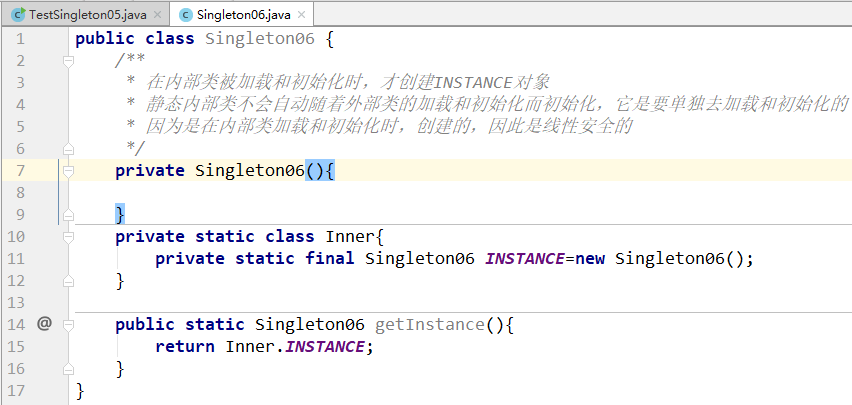 TestSingleton05.java × Singleton06.java ×
1 public class Singleton06 {
2 /**
3 * 在内部类被加载和初始化时，才创建INSTANCE对象
4 * 静态内部类不会自动随着外部类的加载和初始化而初始化，它是要单独去加载和初始化的
5 * 因为是在内部类加载和初始化时，创建的，因此是线性安全的
6 */
7 private Singleton06(){
8
9 }
10 private static class Inner{
11 private static final Singleton06 INSTANCE=new Singleton06();
12 }
13
14 @ public static Singleton06 getInstance(){
15 return Inner.INSTANCE;
16 }
17 }